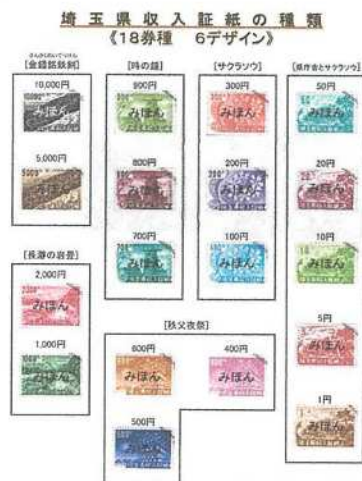 埼玉県収入証紙の種類
《18券種 6デザイン》
[金錯銘鉄剣]
10,000円
みほん
5,000円
みほん
[長瀞の岩畳]
2,000円
みほん
1,000円
みほん
[時の鐘]
900円
みほん
800円
みほん
700円
みほん
[サクラソウ]
300円
みほん
200円
みほん
100円
みほん
[秩父夜祭]
600円
みほん
400円
みほん
500円
みほん
[県庁舎とサクラソウ]
50円
みほん
20円
みほん
10円
みほん
5円
みほん
1円
みほん